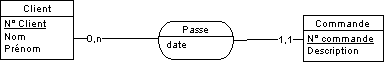 Client
N° Client
Nom
Prénom
0,n
Passe
date
1,1
Commande
N° commande
Description